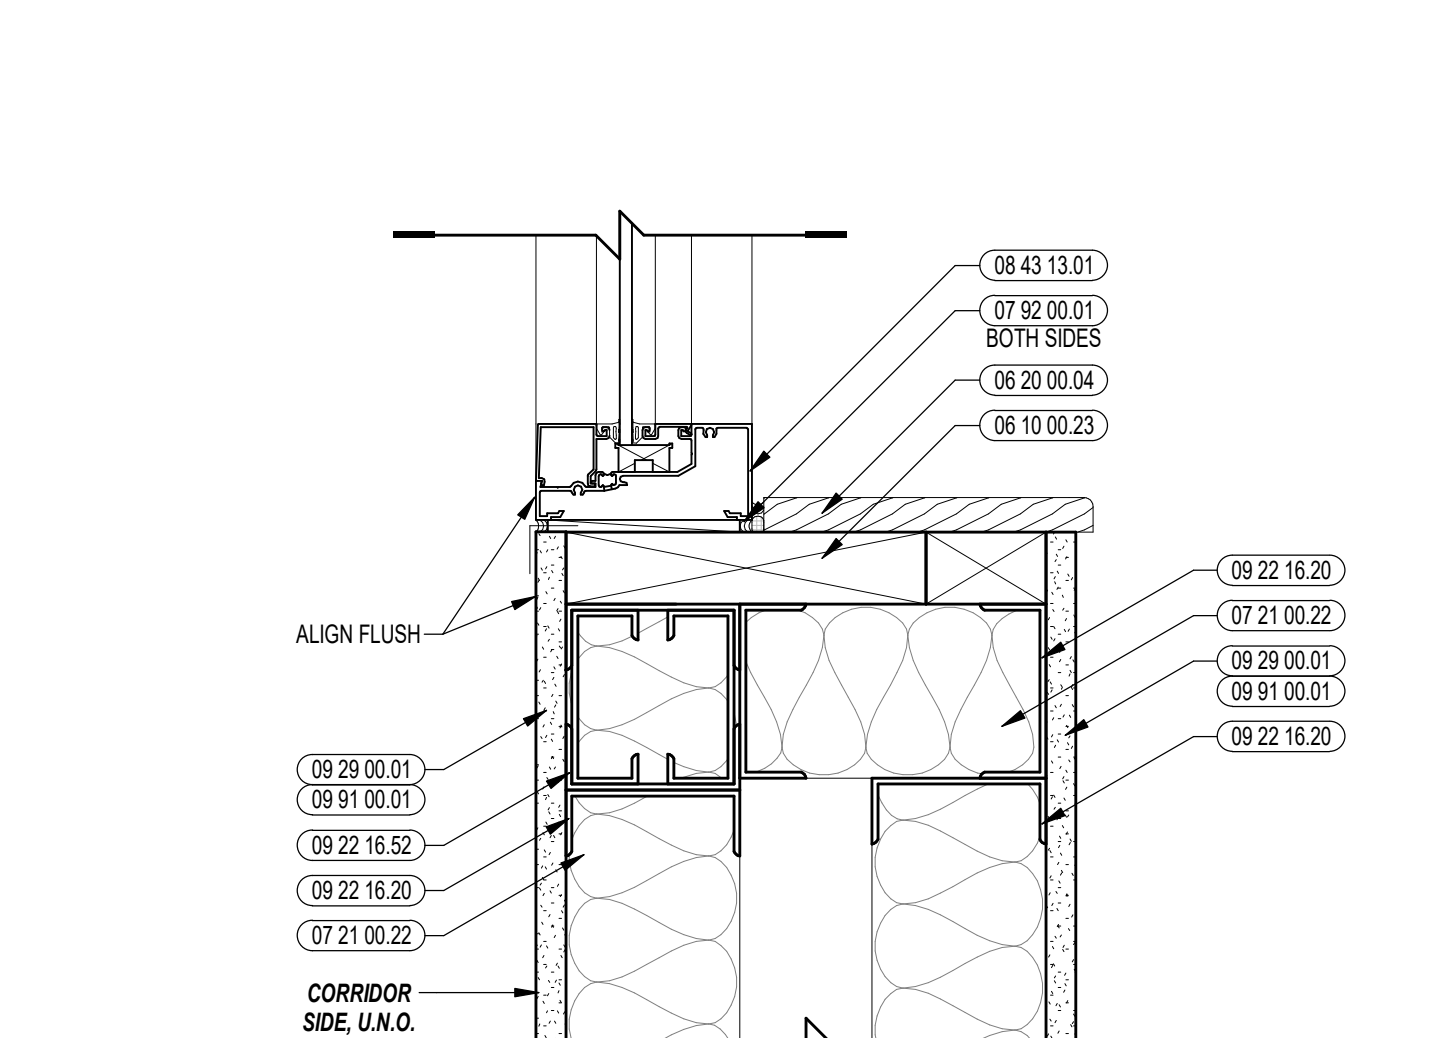 08 43 13.01
07 92 00.01
BOTH SIDES
06 20 00.04
06 10 00.23
09 22 16.20
07 21 00.22
09 29 00.01
09 91 00.01
09 22 16.20
ALIGN FLUSH
09 29 00.01
09 91 00.01
09 22 16.52
09 22 16.20
07 21 00.22
CORRIDOR
SIDE, U.N.O.